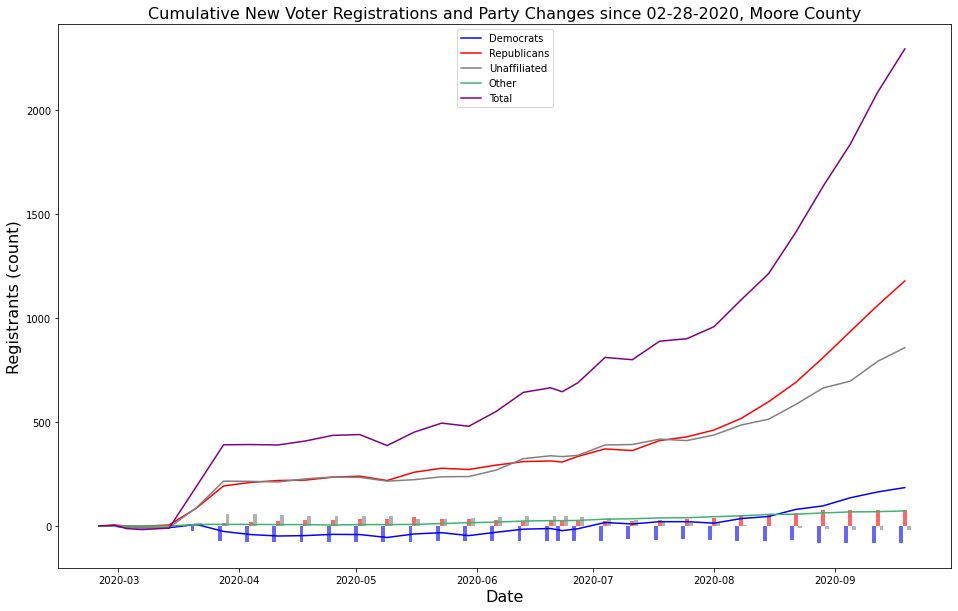 Cumulative New Voter Registrations and Party Changes since 02-28-2020, Moore County
Democrats
Republicans
Unaffiliated
Other
Total
Registrants (count)
2000
1500
1000
500
0
2020-03 2020-04 2020-05 2020-06 2020-07 2020-08 2020-09
Date